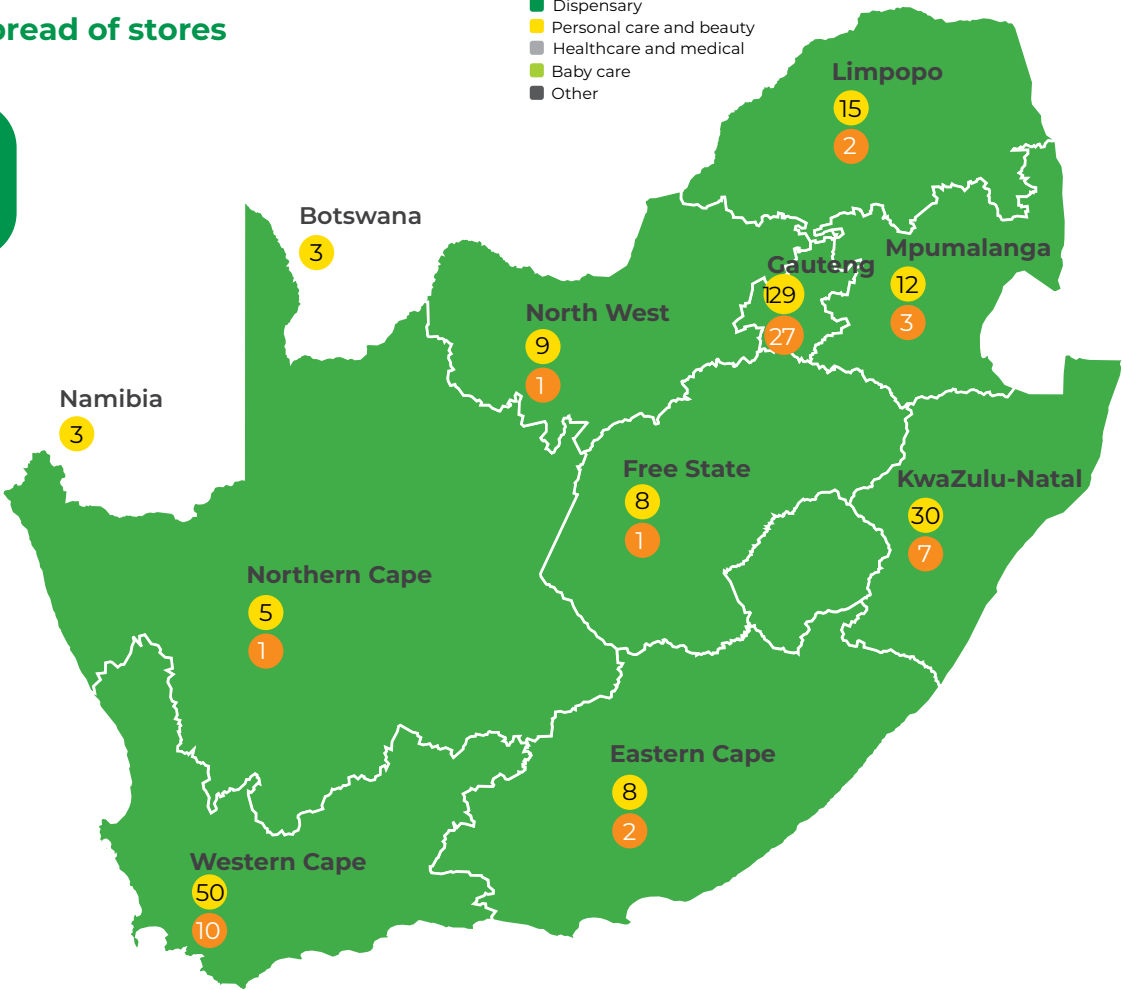 pread of stores
Dispensary
Personal care and beauty
Healthcare and medical
Baby care
Other
Limpopo
15
2
Botswana
3
Mpumalanga
12
3
Gauteng
129
27
North West
9
1
Namibia
3
Free State
8
1
KwaZulu-Natal
30
7
Northern Cape
5
1
Eastern Cape
8
2
Western Cape
50
10